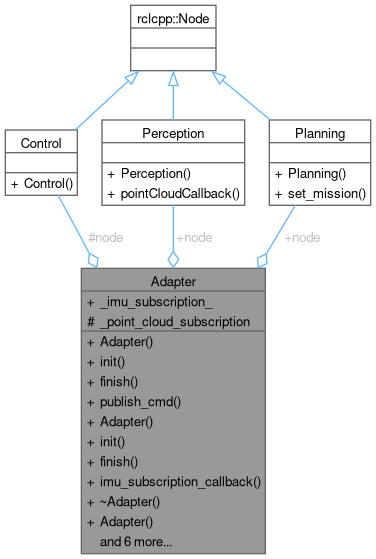 rclcpp::Node
Control
+ Control()
Perception
+ Perception()
+ pointCloudCallback()
Planning
+ Planning()
+ set_mission()
#node
+node
+node
Adapter
+ _imu_subscription_
# _point_cloud_subscription
+ Adapter()
+ init()
+ finish()
+ publish_cmd()
+ Adapter()
+ init()
+ finish()
+ imu_subscription_callback()
+ ~Adapter()
+ Adapter()
and 6 more...